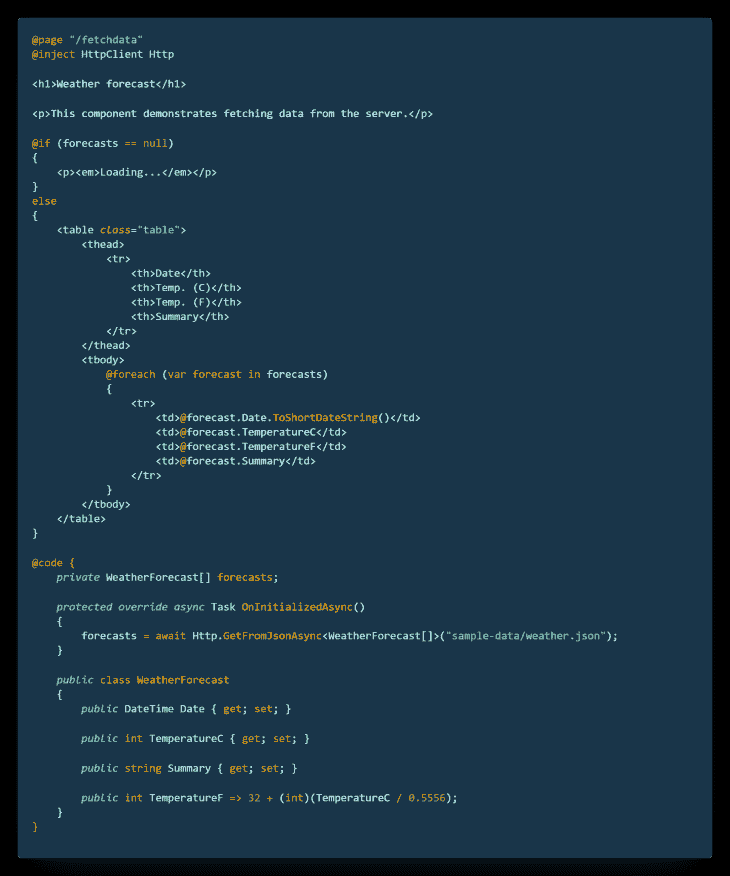 @page "/fetchdata"
@inject HttpClient Http
<h1>Weather forecast</h1>
<p>This component demonstrates fetching data from the server.</p>
@if (forecasts == null)
{
<p><em>Loading...</em></p>
}
else
{
<table class="table">
<thead>
<tr>
<th>Date</th>
<th>Temp. (C)</th>
<th>Temp. (F)</th>
<th>Summary</th>
</tr>
</thead>
<tbody>
@foreach (var forecast in forecasts)
{
<tr>
<td>@forecast.Date.ToShortDateString()</td>
<td>@forecast.TemperatureC</td>
<td>@forecast.TemperatureF</td>
<td>@forecast.Summary</td>
</tr>
}
</tbody>
</table>
}
@code {
private WeatherForecast[] forecasts;
protected override async Task OnInitializedAsync()
{
forecasts = await Http.GetFromJsonAsync<WeatherForecast[]>("sample-data/weather.json");
}
public class WeatherForecast
{
public DateTime Date { get; set; }
public int TemperatureC { get; set; }
public string Summary { get; set; }
public int TemperatureF => 32 + (int)(TemperatureC / 0.5556);
}
}